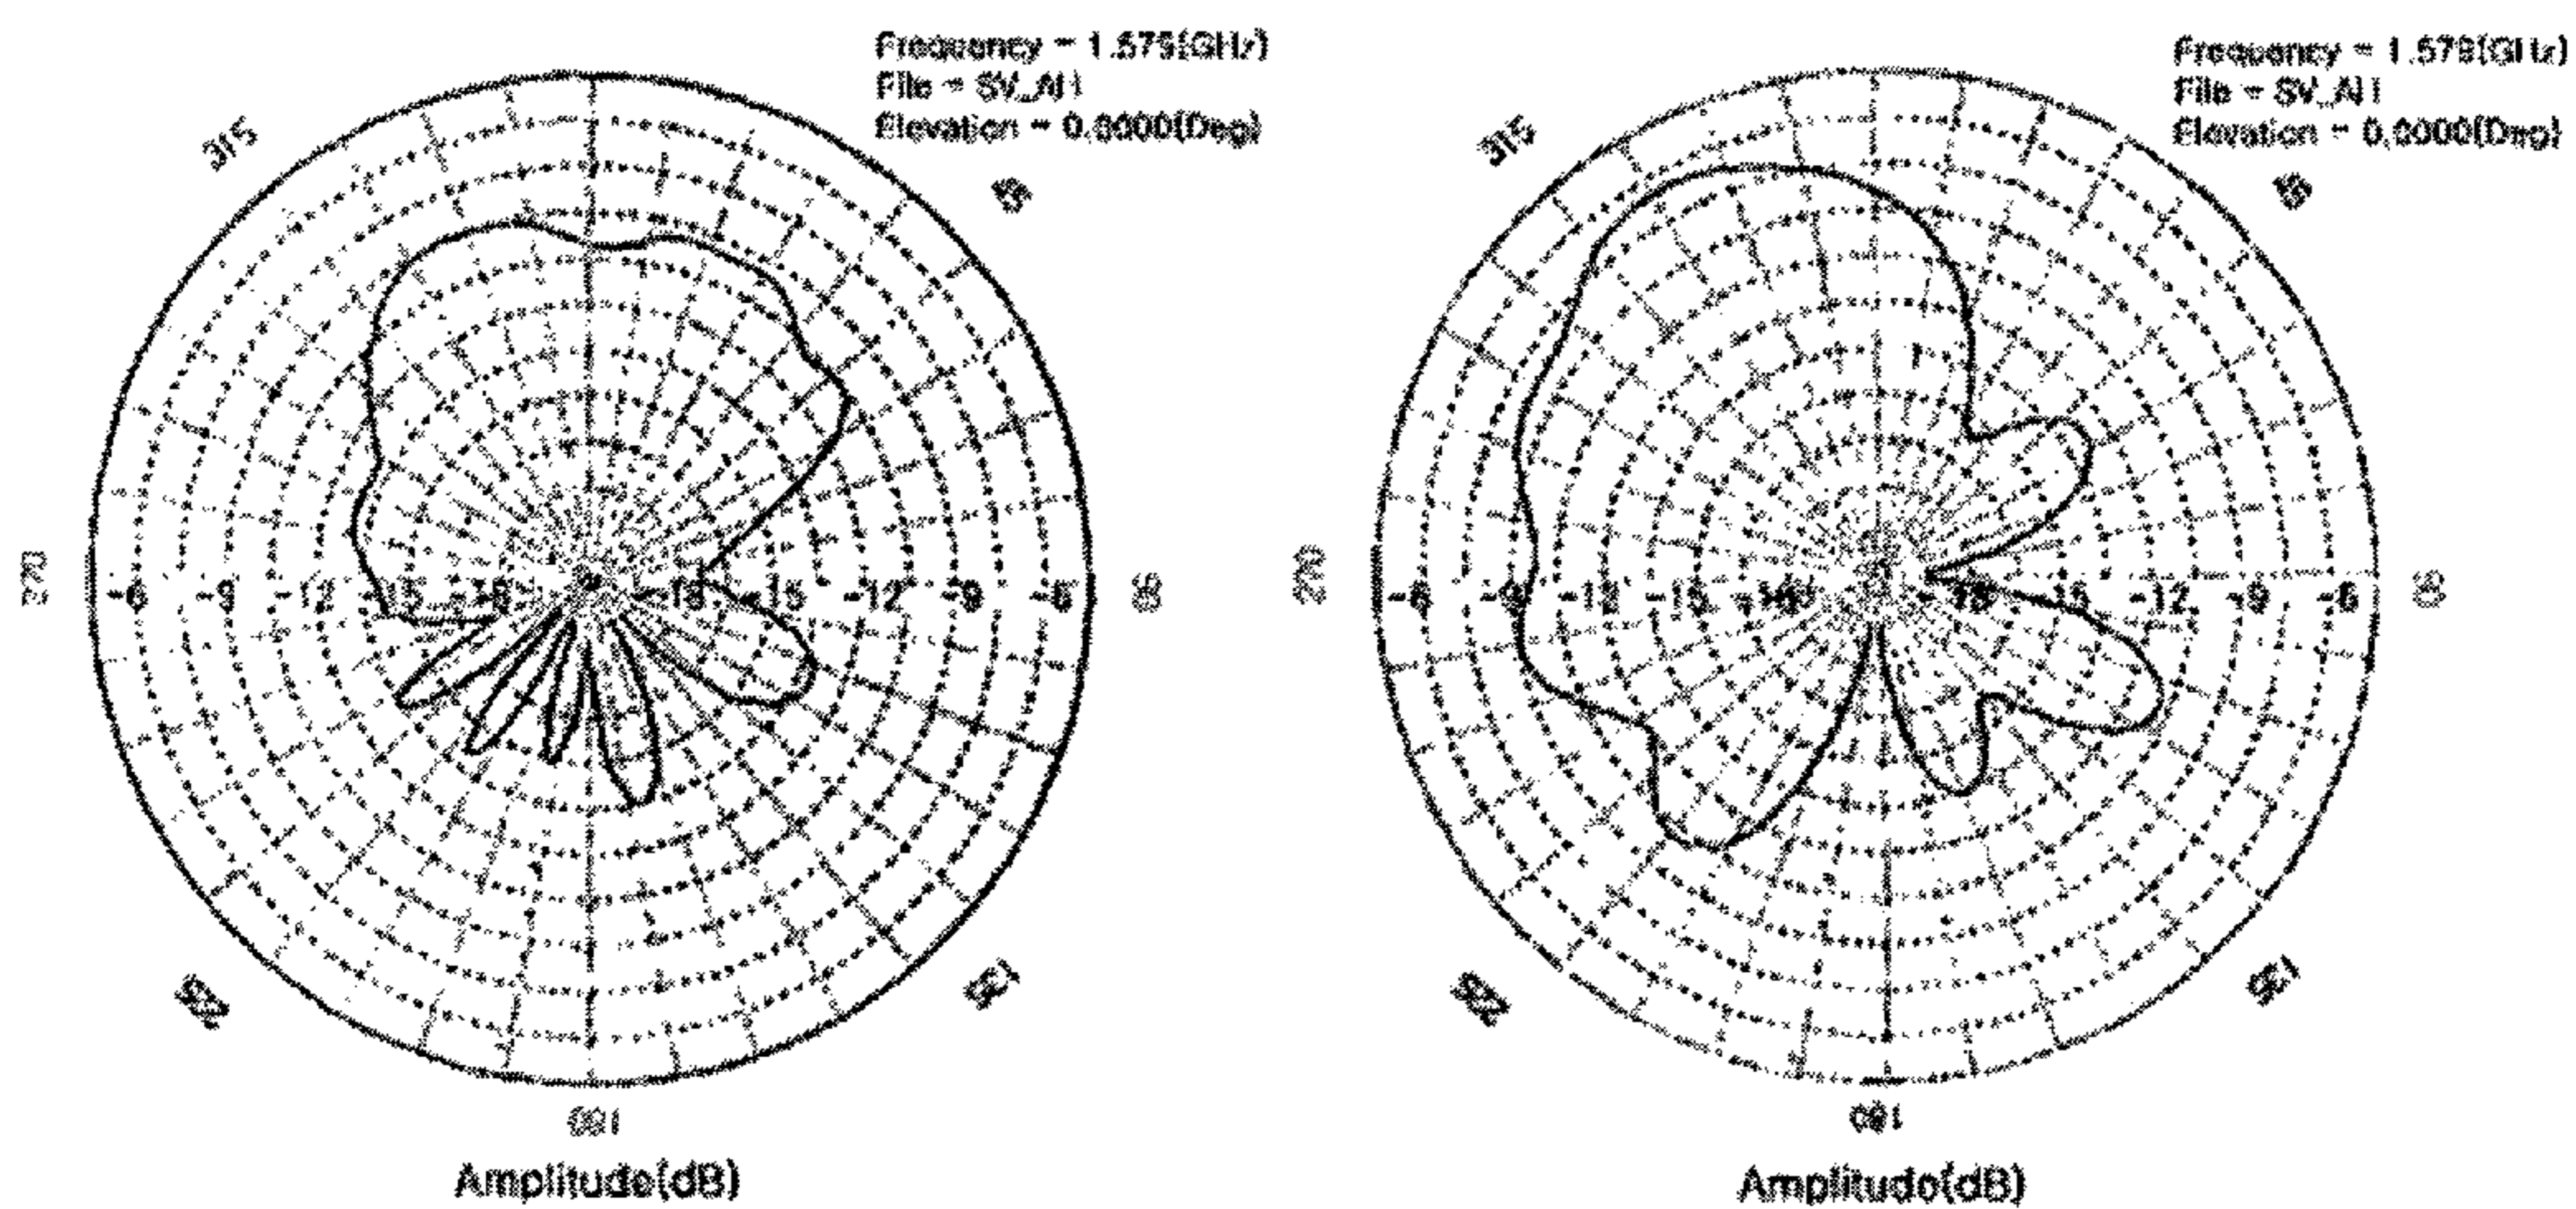 Frequency = 1.575(GHz)
File =
Elevation = 0.0000(Deg)
315
45
270
-6 -9 -12 -15 -18 -18 -15 -12 -9 -6
90
225
135
180
Amplitude(dB)
Frequency = 1.575(GHz)
File =
Elevation = 0.0000(Deg)
315
45
270
-6 -9 -12 -15 -18 -18 -15 -12 -9 -6
90
225
135
180
Amplitude(dB)